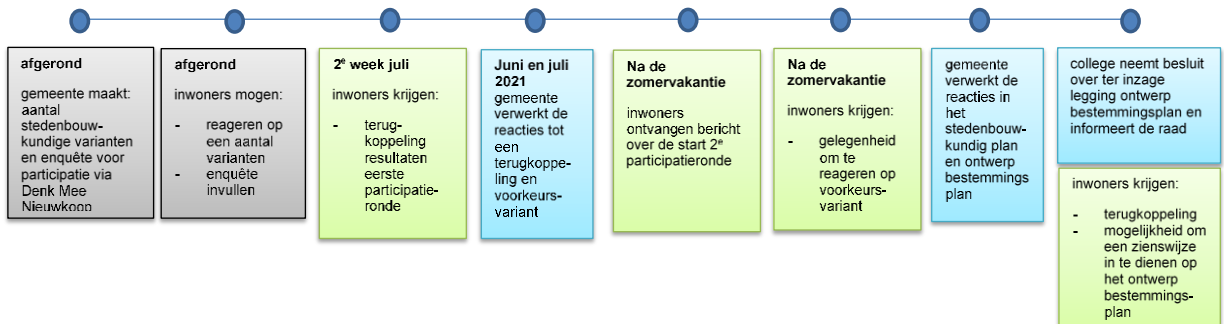 afgerond
gemeente maakt:
aantal
stedenbouw-
kundige varianten
en enquête voor
participatie via
Denk Mee
Nieuwkoop
afgerond
inwoners mogen:
- reageren op
een aantal
varianten
- enquête
invullen
2e week juli
inwoners krijgen:
- terug-
koppeling
resultaten
eerste
participatie-
ronde
Juni en juli
2021
gemeente
verwerkt de
reacties tot
een
terugkoppe-
ling en
voorkeurs-
variant
Na de
zomervakantie
inwoners
ontvangen bericht
over de start 2e
participatieronde
Na de
zomervakantie
inwoners krijgen:
- gelegenheid
om te
reageren op
voorkeurs-
variant
gemeente
verwerkt de
reacties in
het
stedenbouw-
kundig plan
en ontwerp
bestemmings
plan
college neemt besluit
over ter inzage
legging ontwerp
bestemmingsplan en
informeert de raad
inwoners krijgen:
- terugkoppeling
- mogelijkheid om
een zienswijze
in te dienen op
het ontwerp
bestemmings-
plan